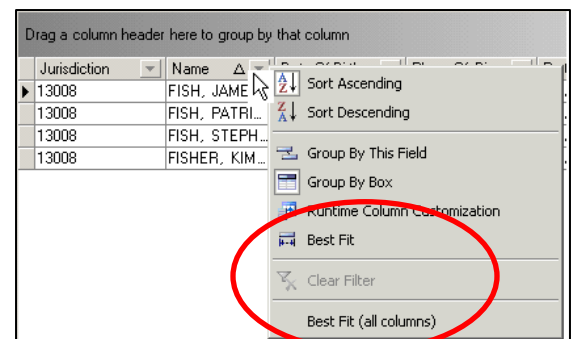 Drag a column header here to group by that column
Jurisdiction Name
13008 FISH, JAME
13008 FISH, PATRI...
13008 FISH, STEPH...
13008 FISHER, KIM...
Sort Ascending
Sort Descending
Group By This Field
Group By Box
Runtime Column Customization
Best Fit
Clear Filter
Best Fit (all columns)